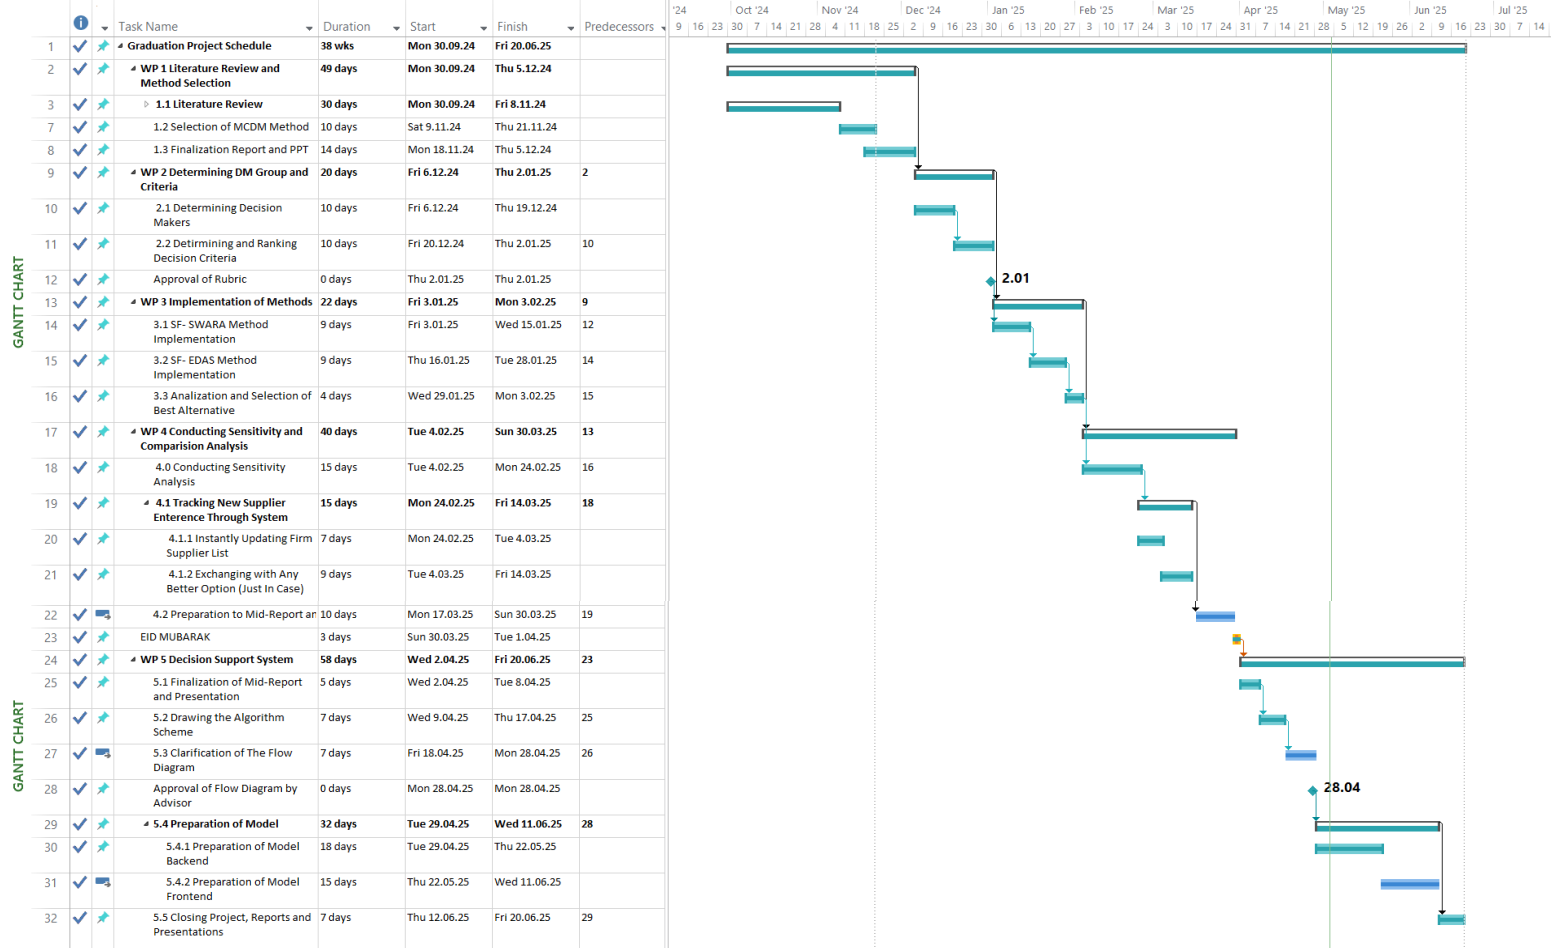 '24 Oct '24 Nov '24 Dec '24 Jan '25 Feb '25 Mar '25 Apr '25 May '25 Jun '25 Jul '25
Task Name Duration Start Finish Predecessors 9 16 23 30 7 14 21 28 4 11 18 25 2 9 16 23 30 6 13 20 27 3 10 17 24 3 10 17 24 31 7 14 21 28 5 12 19 26 2 9 16 23 30 7 14
1 Graduation Project Schedule 38 wks Mon 30.09.24 Fri 20.06.25
2 WP 1 Literature Review and 49 days Mon 30.09.24 Thu 5.12.24
Method Selection
3 1.1 Literature Review 30 days Mon 30.09.24 Fri 8.11.24
7 1.2 Selection of MCDM Method 10 days Sat 9.11.24 Thu 21.11.24
8 1.3 Finalization Report and PPT 14 days Mon 18.11.24 Thu 5.12.24
9 WP 2 Determining DM Group and 20 days Fri 6.12.24 Thu 2.01.25 2
Criteria
10 2.1 Determining Decision 10 days Fri 6.12.24 Thu 19.12.24
Makers
11 2.2 Detirmining and Ranking 10 days Fri 20.12.24 Thu 2.01.25 10
Decision Criteria
12 Approval of Rubric 0 days Thu 2.01.25 Thu 2.01.25 2.01
GANTT CHART
13 WP 3 Implementation of Methods 22 days Fri 3.01.25 Mon 3.02.25 9
14 3.1 SF- SWARA Method 9 days Fri 3.01.25 Wed 15.01.25 12
Implementation
15 3.2 SF- EDAS Method 9 days Thu 16.01.25 Tue 28.01.25 14
Implementation
16 3.3 Analization and Selection of 4 days Wed 29.01.25 Mon 3.02.25 15
Best Alternative
17 WP 4 Conducting Sensitivity and 40 days Tue 4.02.25 Sun 30.03.25 13
Comparision Analysis
18 4.0 Conducting Sensitivity 15 days Tue 4.02.25 Mon 24.02.25 16
Analysis
19 4.1 Tracking New Supplier 15 days Mon 24.02.25 Fri 14.03.25 18
Enterence Through System
20 4.1.1 Instantly Updating Firm 7 days Mon 24.02.25 Tue 4.03.25
Supplier List
21 4.1.2 Exchanging with Any 9 days Tue 4.03.25 Fri 14.03.25
Better Option (Just In Case)
22 4.2 Preparation to Mid-Report an 10 days Mon 17.03.25 Sun 30.03.25 19
23 EID MUBARAK 3 days Sun 30.03.25 Tue 1.04.25
24 WP 5 Decision Support System 58 days Wed 2.04.25 Fri 20.06.25 23
25 5.1 Finalization of Mid-Report 5 days Wed 2.04.25 Tue 8.04.25
and Presentation
26 5.2 Drawing the Algorithm 7 days Wed 9.04.25 Thu 17.04.25 25
Scheme
GANTT CHART
27 5.3 Clarification of The Flow 7 days Fri 18.04.25 Mon 28.04.25 26
Diagram
28 Approval of Flow Diagram by 0 days Mon 28.04.25 Mon 28.04.25 28.04
Advisor
29 5.4 Preparation of Model 32 days Tue 29.04.25 Wed 11.06.25 28
30 5.4.1 Preparation of Model 18 days Tue 29.04.25 Thu 22.05.25
Backend
31 5.4.2 Preparation of Model 15 days Thu 22.05.25 Wed 11.06.25
Frontend
32 5.5 Closing Project, Reports and 7 days Thu 12.06.25 Fri 20.06.25 29
Presentations